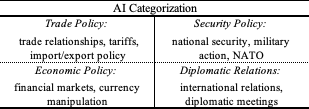 AI Categorization
Trade Policy:
trade relationships, tariffs,
import/export policy
Security Policy:
national security, military
action, NATO
Economic Policy:
financial markets, currency
manipulation
Diplomatic Relations:
international relations,
diplomatic meetings